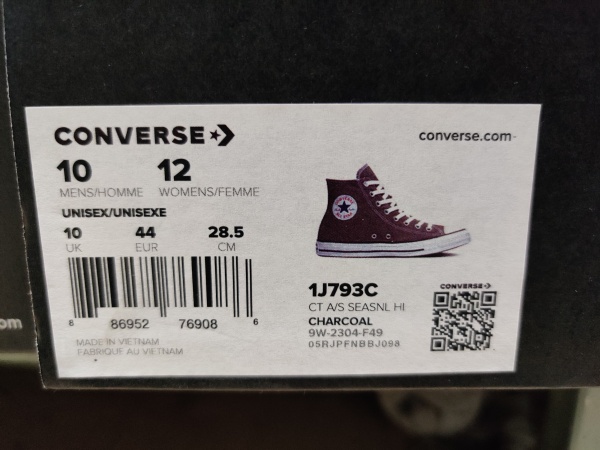 CONVERSE
converse.com
10 12
MENS/HOMME WOMENS/FEMME
UNISEX/UNISEXE
10 44 28.5
UK EUR CM
8 86952 76908 6
MADE IN VIETNAM
FABRIQUE AU VIETNAM
1J793C
CT A/S SEASNL HI
CHARCOAL
9W-2304-F49
05RJPFNBBJ098
CONVERSE
om